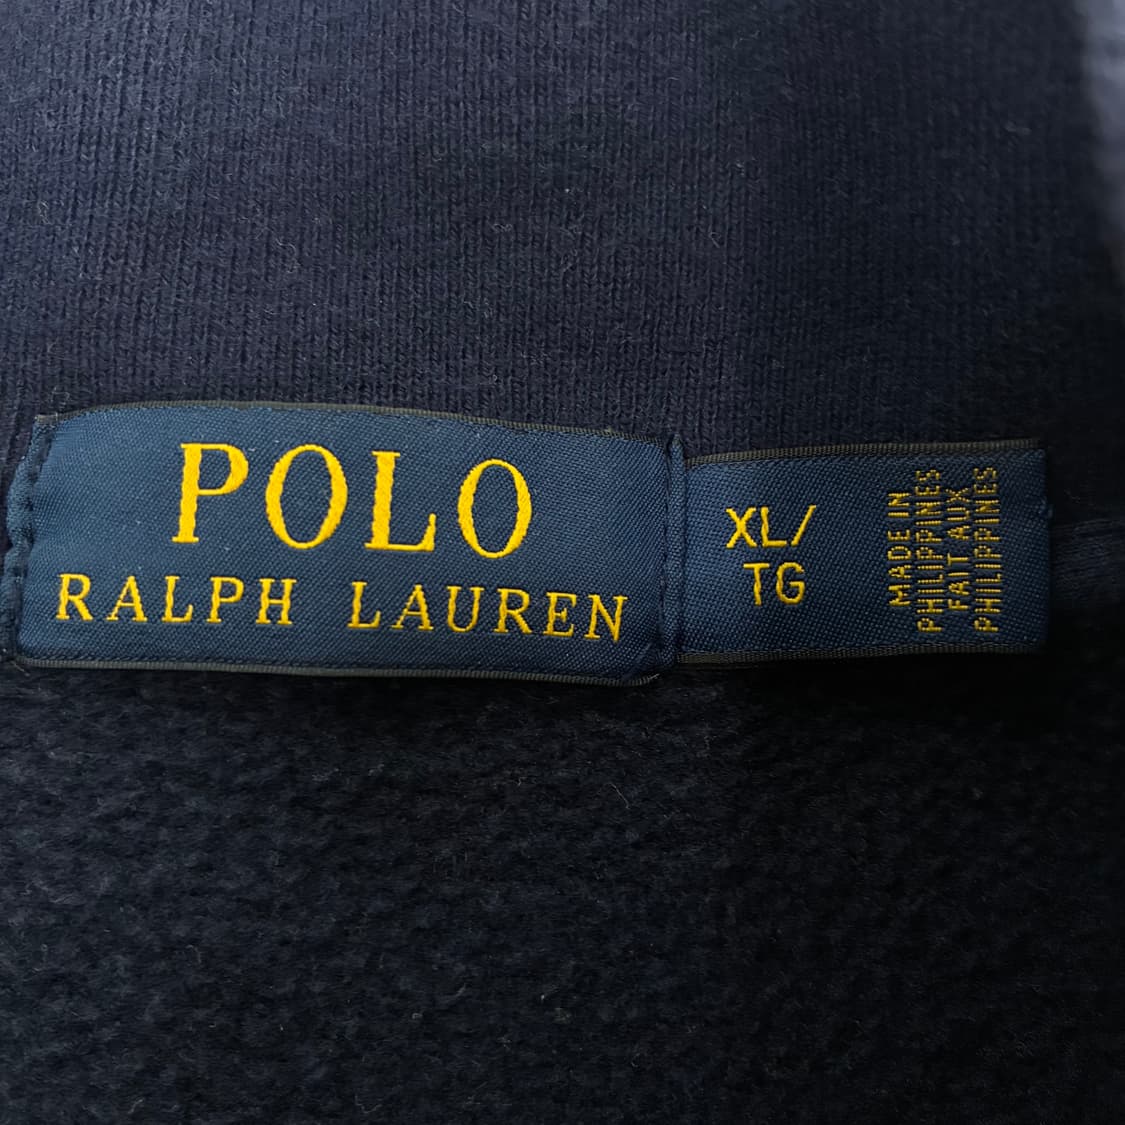 POLO
RALPH LAUREN
XL/
TG
MADE IN
PHILIPPINES
FAIT AUX
PHILIPPINES